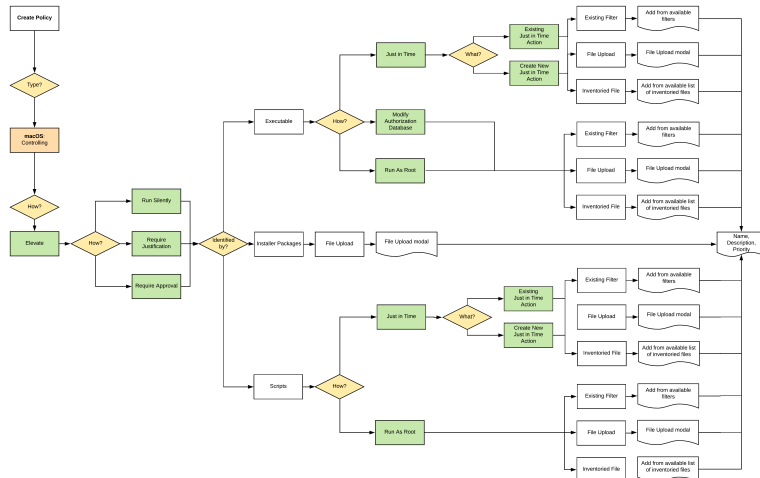 Create Policy
Type?
macOS:
Controlling
How?
Elevate
How?
Run Silently
Require
Justification
Require Approval
Identified
by?
Executable
How?
Just in Time
What?
Existing
Just in Time
Action
Create New
Just in Time
Action
Existing Filter
Add from available
filters
File Upload
File Upload modal
Inventoried File
Add from available list
of inventoried files
Modify
Authorization
Database
Run As Root
Existing Filter
Add from available
filters
File Upload
File Upload modal
Inventoried File
Add from available list
of inventoried files
Installer Packages
File Upload
File Upload modal
Name,
Description,
Priority
Scripts
How?
Just in Time
What?
Existing
Just in Time
Action
Create New
Just in Time
Action
Existing Filter
Add from available
filters
File Upload
File Upload modal
Inventoried File
Add from available list
of inventoried files
Run As Root
Existing Filter
Add from available
filters
File Upload
File Upload modal
Inventoried File
Add from available list
of inventoried files